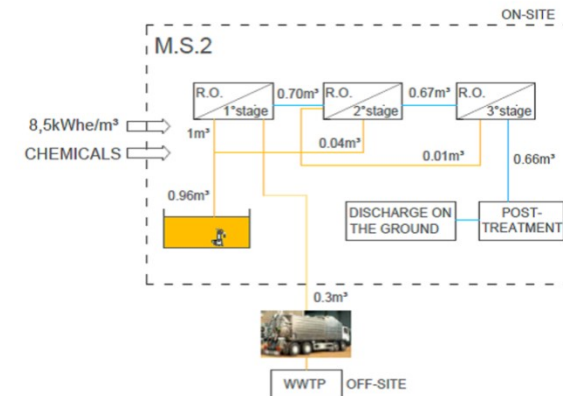 ON-SITE
M.S.2
R.O.
1°stage
0.70m³
R.O.
2°stage
0.67m³
R.O.
3°stage
8,5kWhe/m³
1m³
CHEMICALS
0.04m³
0.01m³
0.66m³
0.96m³
DISCHARGE ON
THE GROUND
POST-
TREATMENT
0.3m³
WWTP
OFF-SITE